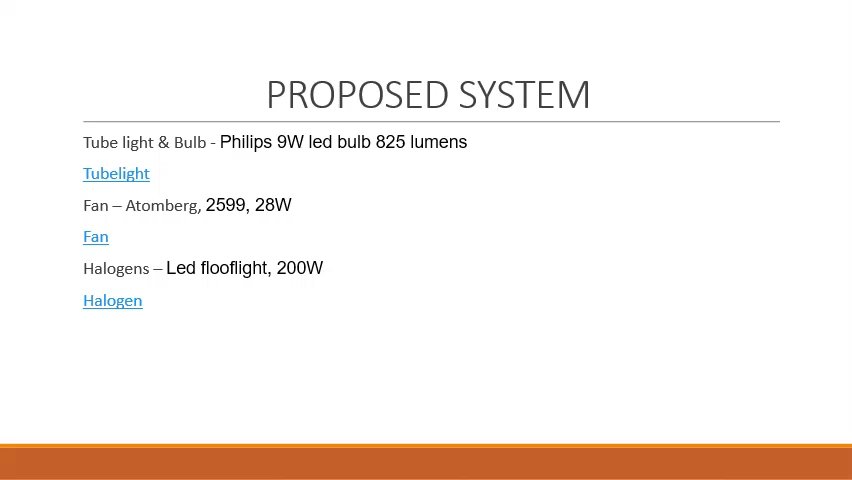 PROPOSED SYSTEM
Tube light & Bulb - Philips 9W led bulb 825 lumens
Tubelight
Fan – Atomberg, 2599, 28W
Fan
Halogens – Led flooflight, 200W
Halogen